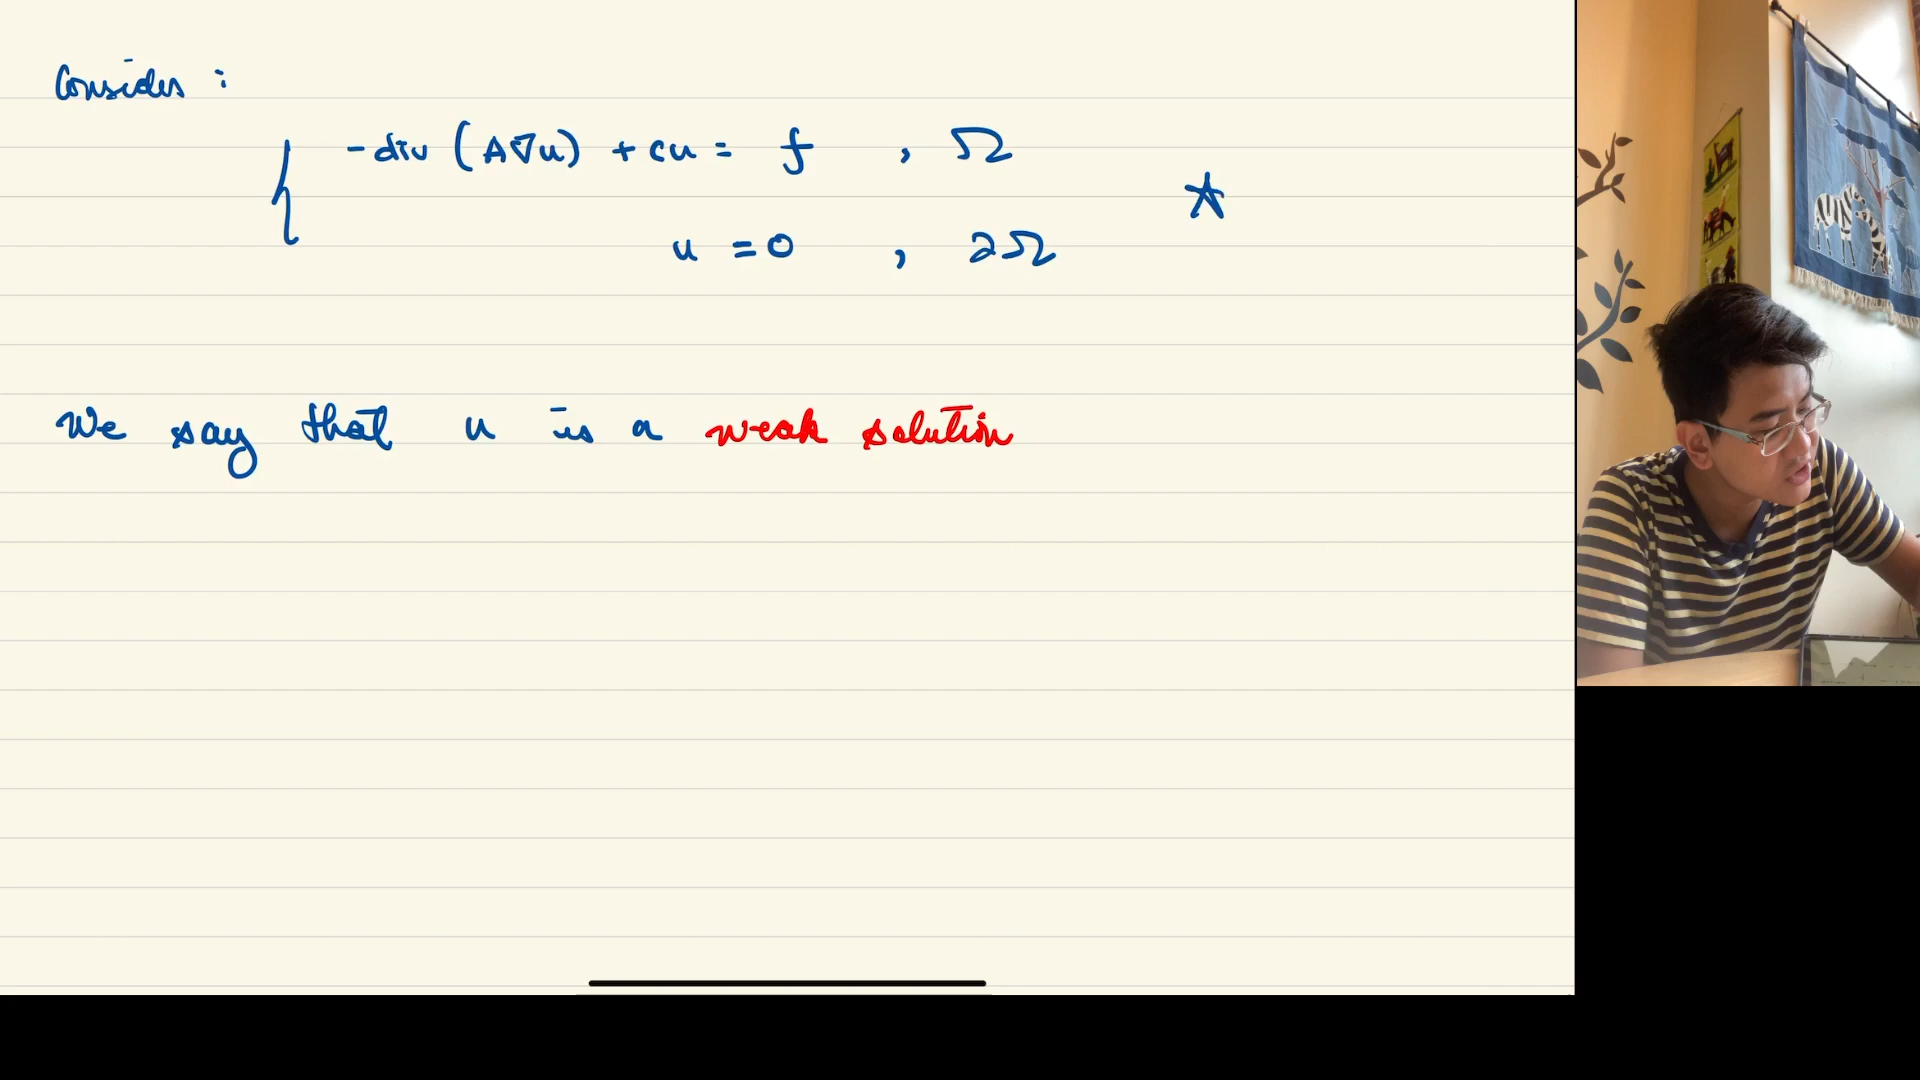 Consider :
-div (A∇u) + cu = f , Ω
u = 0 , ∂Ω
☆
We say that u is a weak solution